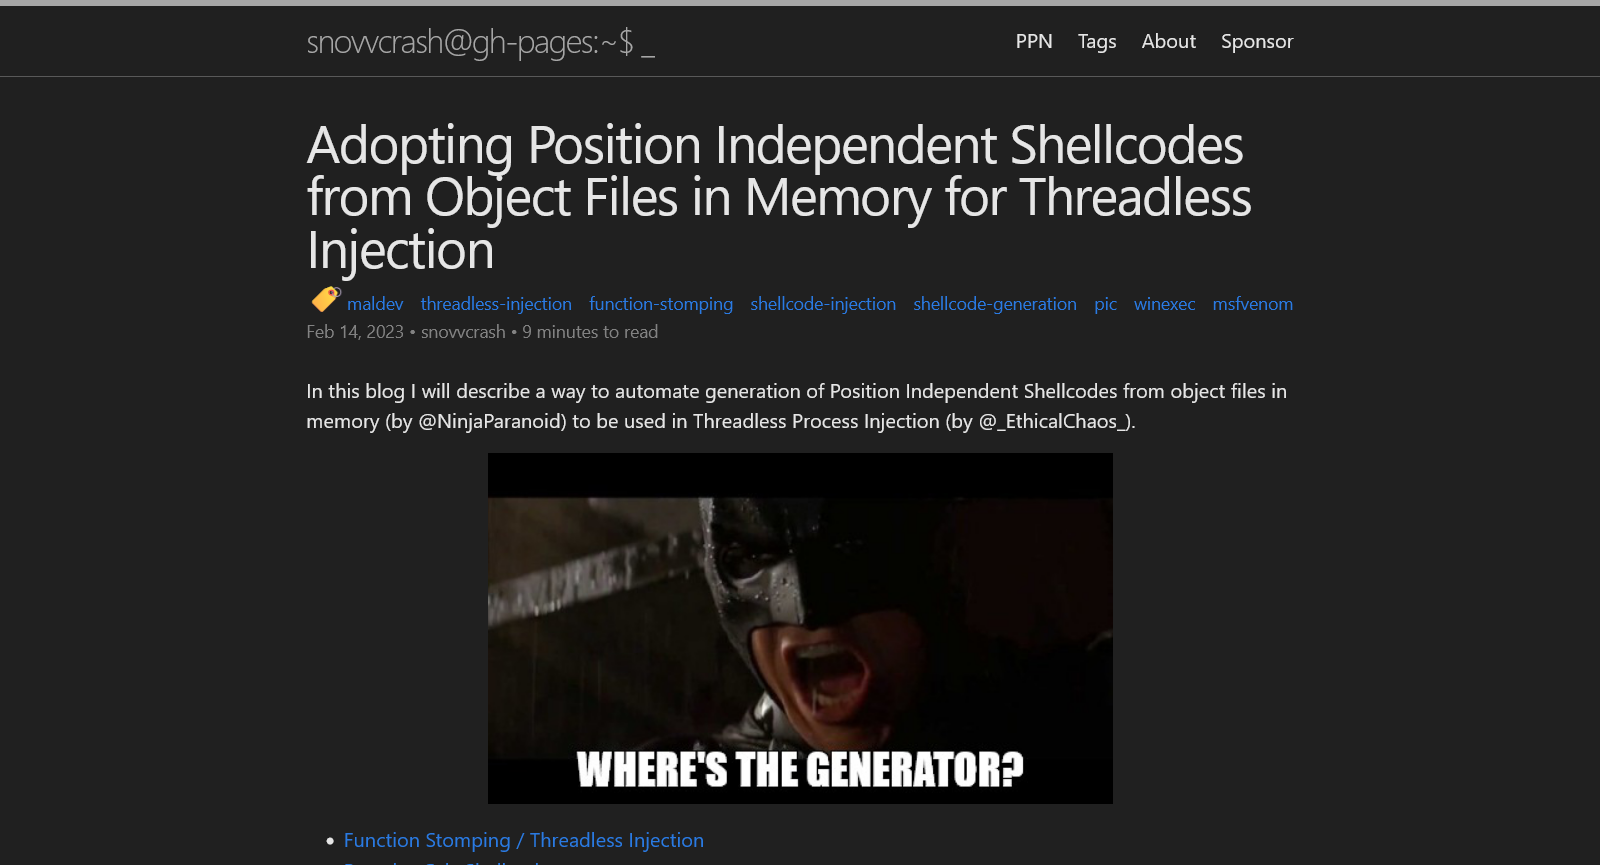 snovvcrash@gh-pages:~$ _
PPN Tags About Sponsor
Adopting Position Independent Shellcodes
from Object Files in Memory for Threadless
Injection
maldev threadless-injection function-stomping shellcode-injection shellcode-generation pic winexec msfvenom
Feb 14, 2023 • snovvcrash • 9 minutes to read
In this blog I will describe a way to automate generation of Position Independent Shellcodes from object files in
memory (by @NinjaParanoid) to be used in Threadless Process Injection (by @_EthicalChaos_).
WHERE'S THE GENERATOR?
Function Stomping / Threadless Injection